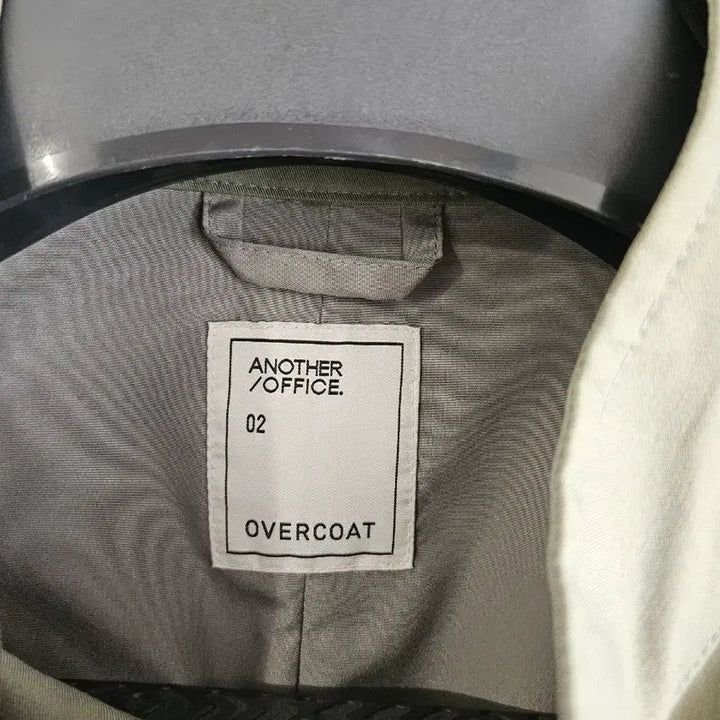 ANOTHER
/OFFICE.
02
OVERCOAT